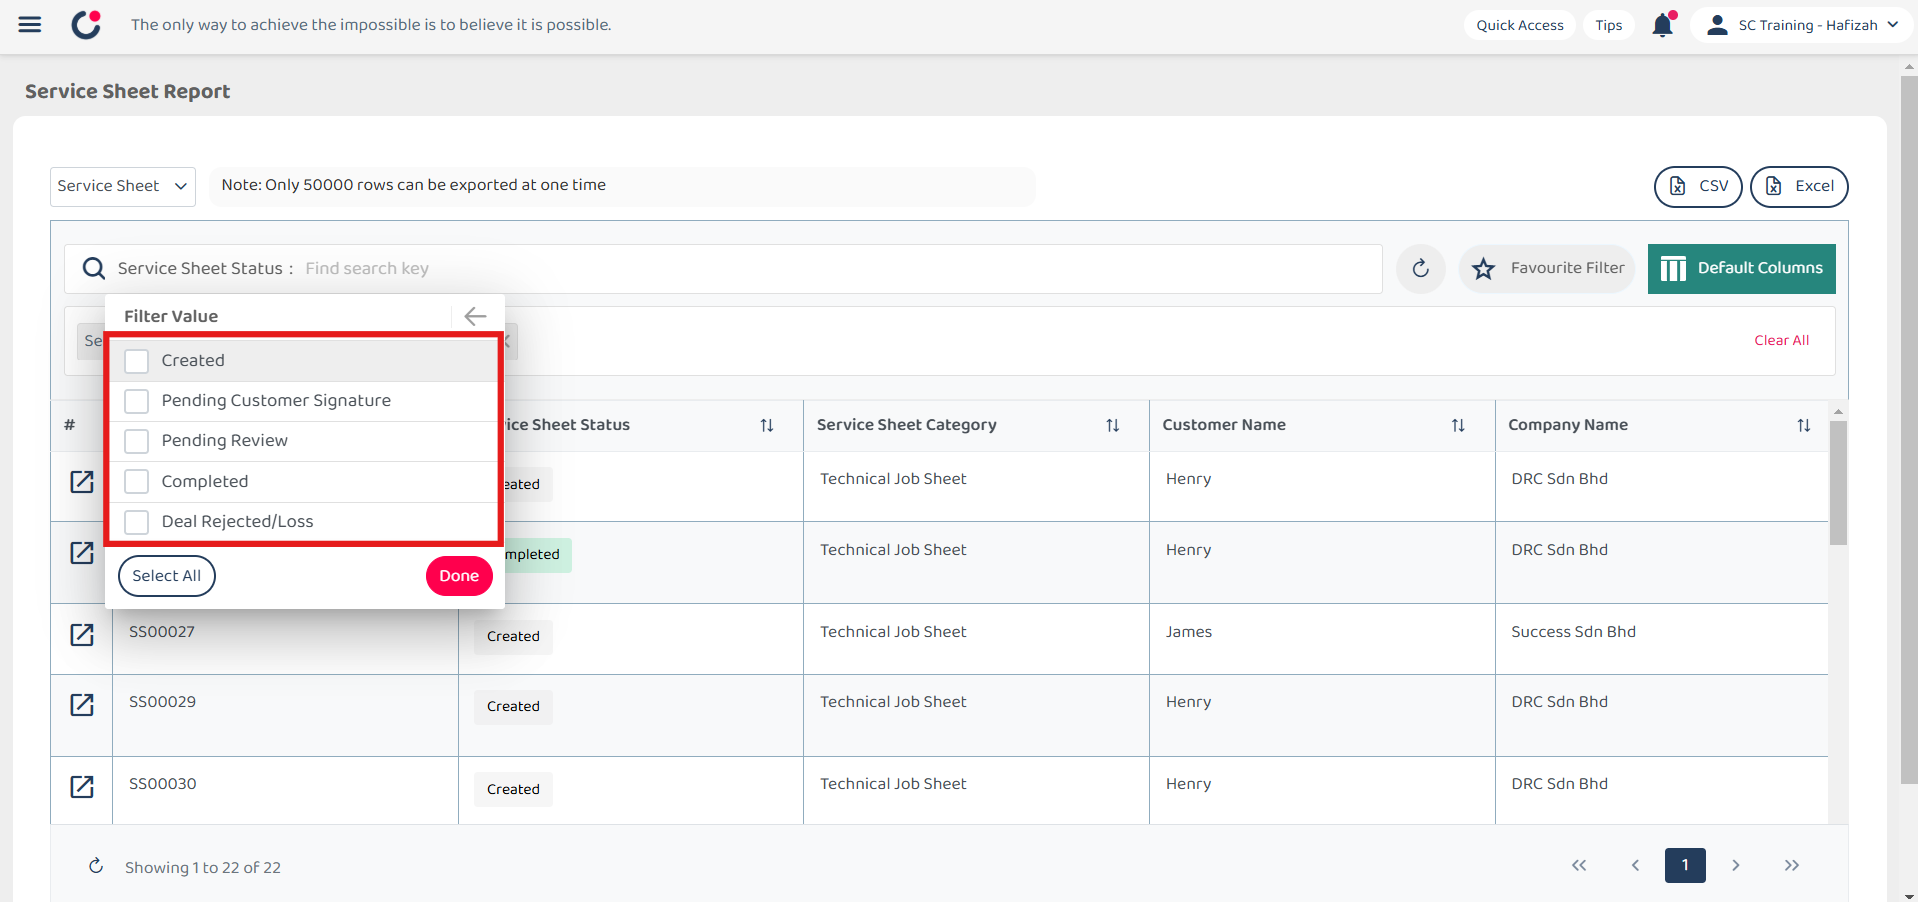 The only way to achieve the impossible is to believe it is possible.
Quick Access
Tips
SC Training - Hafizah
Service Sheet Report
Service Sheet
Note: Only 50000 rows can be exported at one time
CSV
Excel
Service Sheet Status : Find search key
Favourite Filter
Default Columns
Filter Value
Se
Clear All
Created
Pending Customer Signature
Pending Review
Completed
Deal Rejected/Loss
Select All
Done
# ice Sheet Status Service Sheet Category Customer Name Company Name
eated Technical Job Sheet Henry DRC Sdn Bhd
mpleted Technical Job Sheet Henry DRC Sdn Bhd
SS00027 Created Technical Job Sheet James Success Sdn Bhd
SS00029 Created Technical Job Sheet Henry DRC Sdn Bhd
SS00030 Created Technical Job Sheet Henry DRC Sdn Bhd
Showing 1 to 22 of 22
1